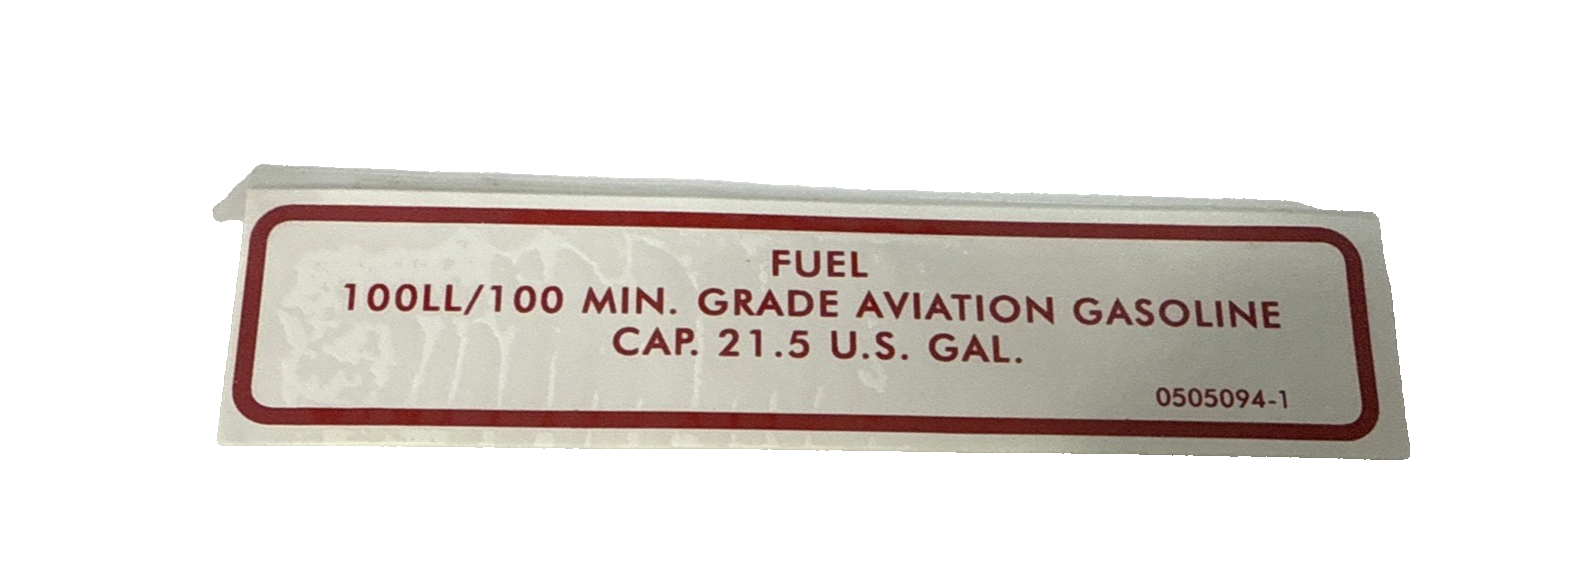 FUEL
100LL/100 MIN. GRADE AVIATION GASOLINE
CAP. 21.5 U.S. GAL.
0505094-1